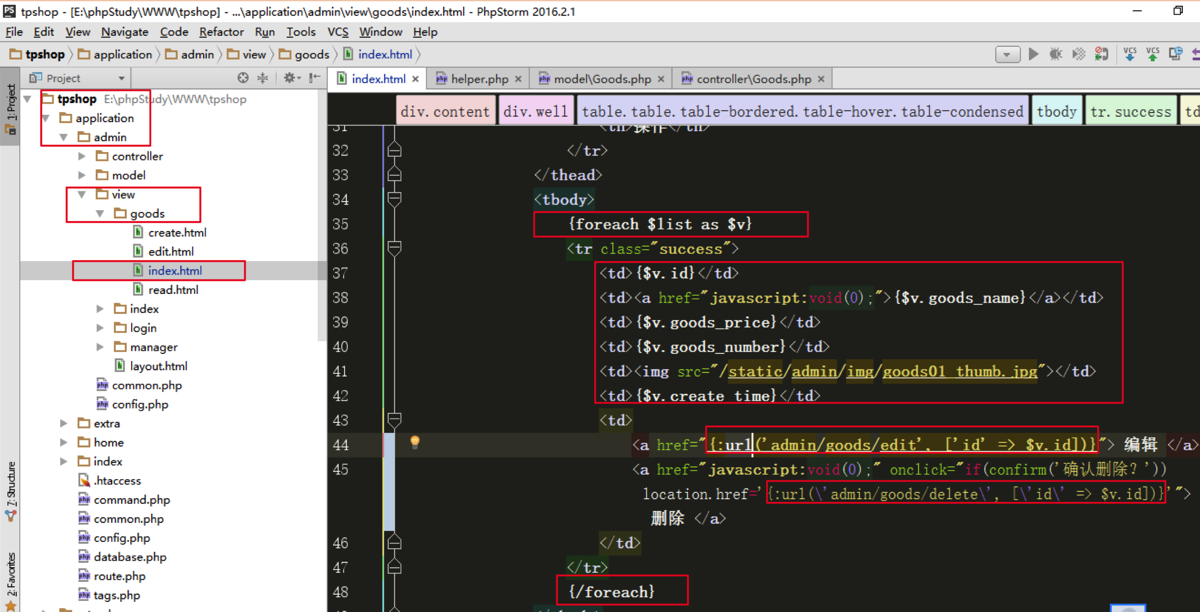 tpshop - [E:\phpStudy\WWW\tpshop] - ...\application\admin\view\goods\index.html - PhpStorm 2016.2.1
File Edit View Navigate Code Refactor Run Tools VCS Window Help
tpshop application admin view goods index.html
VCS VCS
Project
index.html helper.php model\Goods.php controller\Goods.php
1: Project
7: Structure
2: Favorites
tpshop E:\phpStudy\WWW\tpshop
application
admin
controller
model
view
goods
create.html
edit.html
index.html
read.html
index
login
manager
layout.html
common.php
config.php
extra
home
index
.htaccess
command.php
common.php
config.php
database.php
route.php
tags.php
div.content div.well table.table.table-bordered.table-hover.table-condensed tbody tr.success td
31 <th>操作</th>
32 </tr>
33 </thead>
34 <tbody>
35 {foreach $list as $v}
36 <tr class="success">
37 <td>{$v.id}</td>
38 <td><a href="javascript:void(0);">{$v.goods_name}</a></td>
39 <td>{$v.goods_price}</td>
40 <td>{$v.goods_number}</td>
41 <td><img src="/static/admin/img/goods01_thumb.jpg"></td>
42 <td>{$v.create_time}</td>
43 <td>
44 <a href="{:url('admin/goods/edit', ['id' => $v.id])}"> 编辑 </a>
45 <a href="javascript:void(0);" onclick="if(confirm('确认删除？'))
location.href='{:url(\'admin/goods/delete\', [\'id\' => $v.id])}'">
删除 </a>
46 </td>
47 </tr>
48 {/foreach}